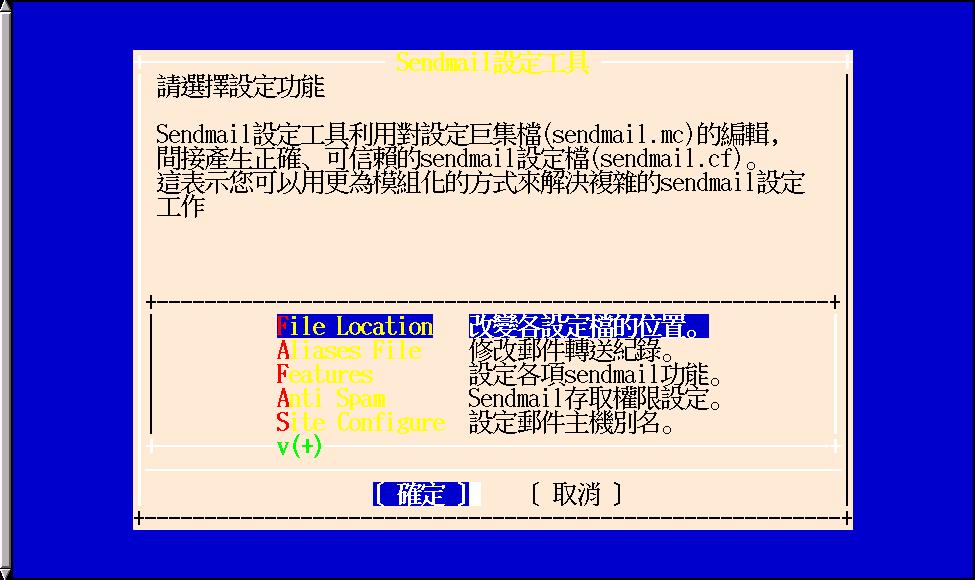 Sendmail設定工具
請選擇設定功能
Sendmail設定工具利用對設定巨集檔(sendmail.mc)的編輯,
間接產生正確、可信賴的sendmail設定檔(sendmail.cf)。
這表示您可以用更為模組化的方式來解決複雜的sendmail設定
工作
File Location 改變各設定檔的位置。
Aliases File 修改郵件轉送紀錄。
Features 設定各項sendmail功能。
Anti Spam Sendmail存取權限設定。
Site Configure 設定郵件主機別名。
v(+)
[ 確定 ] [ 取消 ]